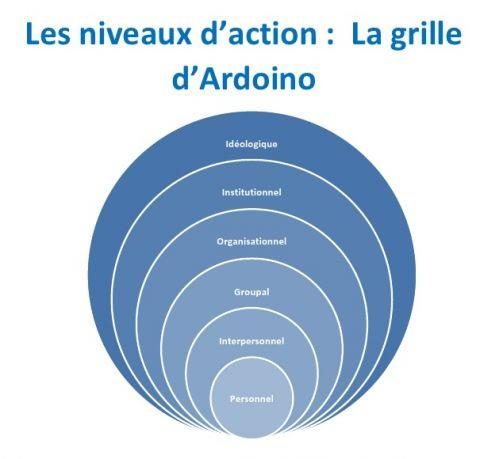 Les niveaux d’action :  La grille
d’Ardoino
Idéologique
Institutionnel
Organisationnel
Groupal
Interpersonnel
Personnel